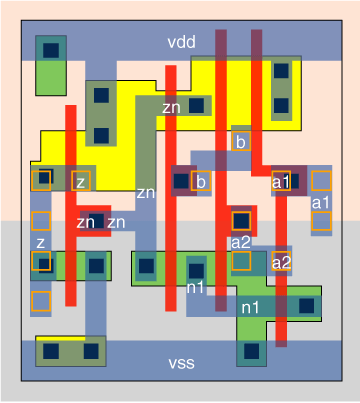 vdd
zn
b
z b a1
zn a1
zn zn
z a2
a2
n1
n1
vss